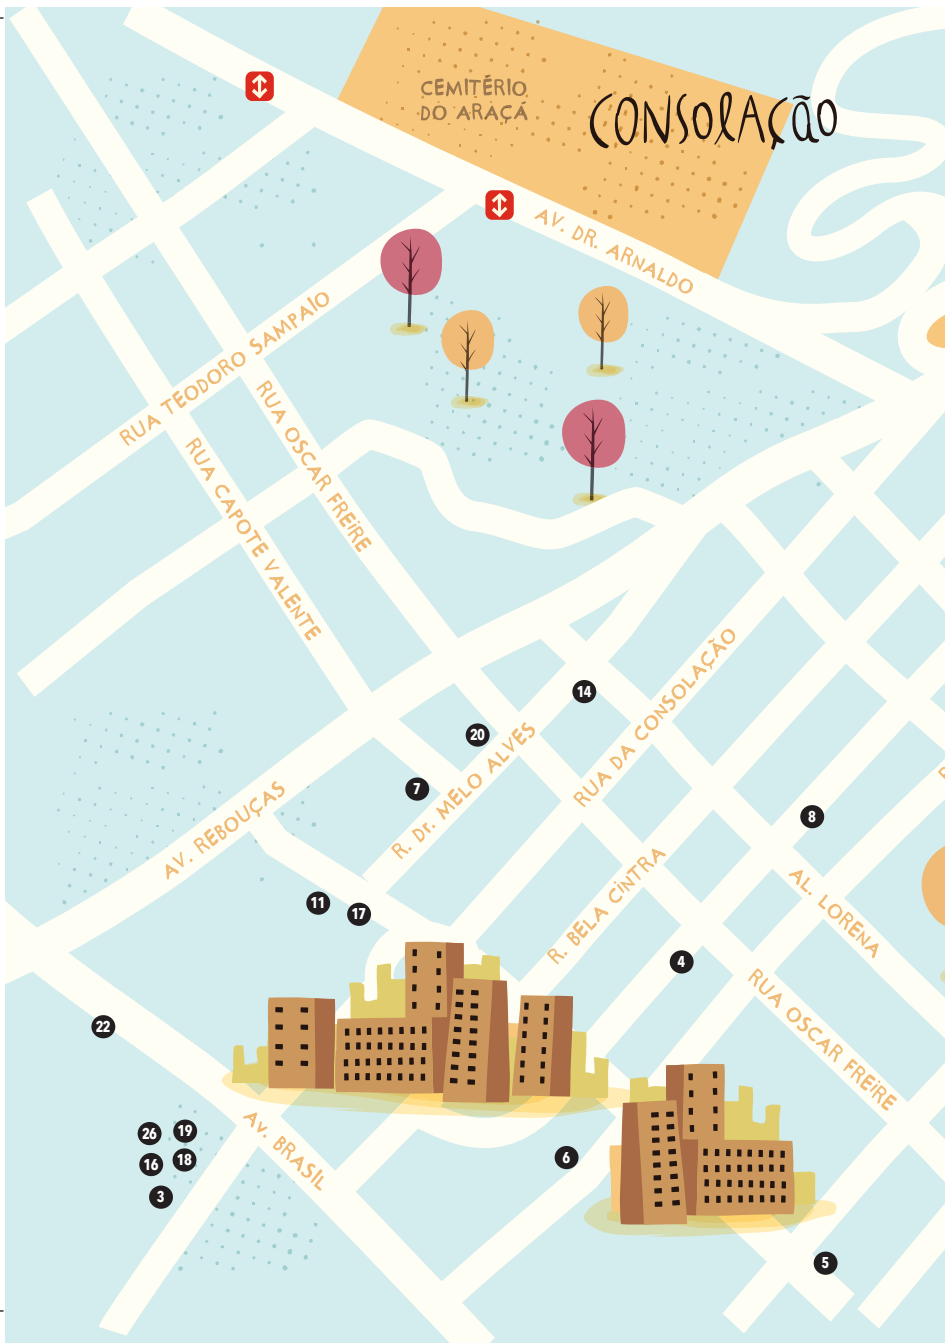 CEMITÉRIO
DO ARAÇÁ
CONSOLAÇÃO
AV. DR. ARNALDO
RUA TEODORO SAMPAIO
RUA OSCAR FREIRE
RUA CAPOTE VALENTE
14
20
RUA DA CONSOLAÇÃO
7
R. Dr. MELO ALVES
8
AV. REBOUÇAS
R. BELA CINTRA
AL. LORENA
11
17
4
RUA OSCAR FREIRE
22
AV. BRASIL
26
19
16
18
6
3
5